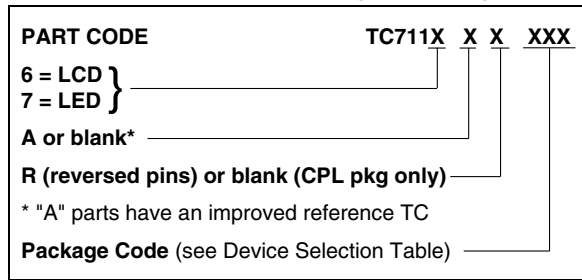 PART CODE TC711X X X XXX
6 = LCD
7 = LED
A or blank*
R (reversed pins) or blank (CPL pkg only)
* "A" parts have an improved reference TC
Package Code (see Device Selection Table)